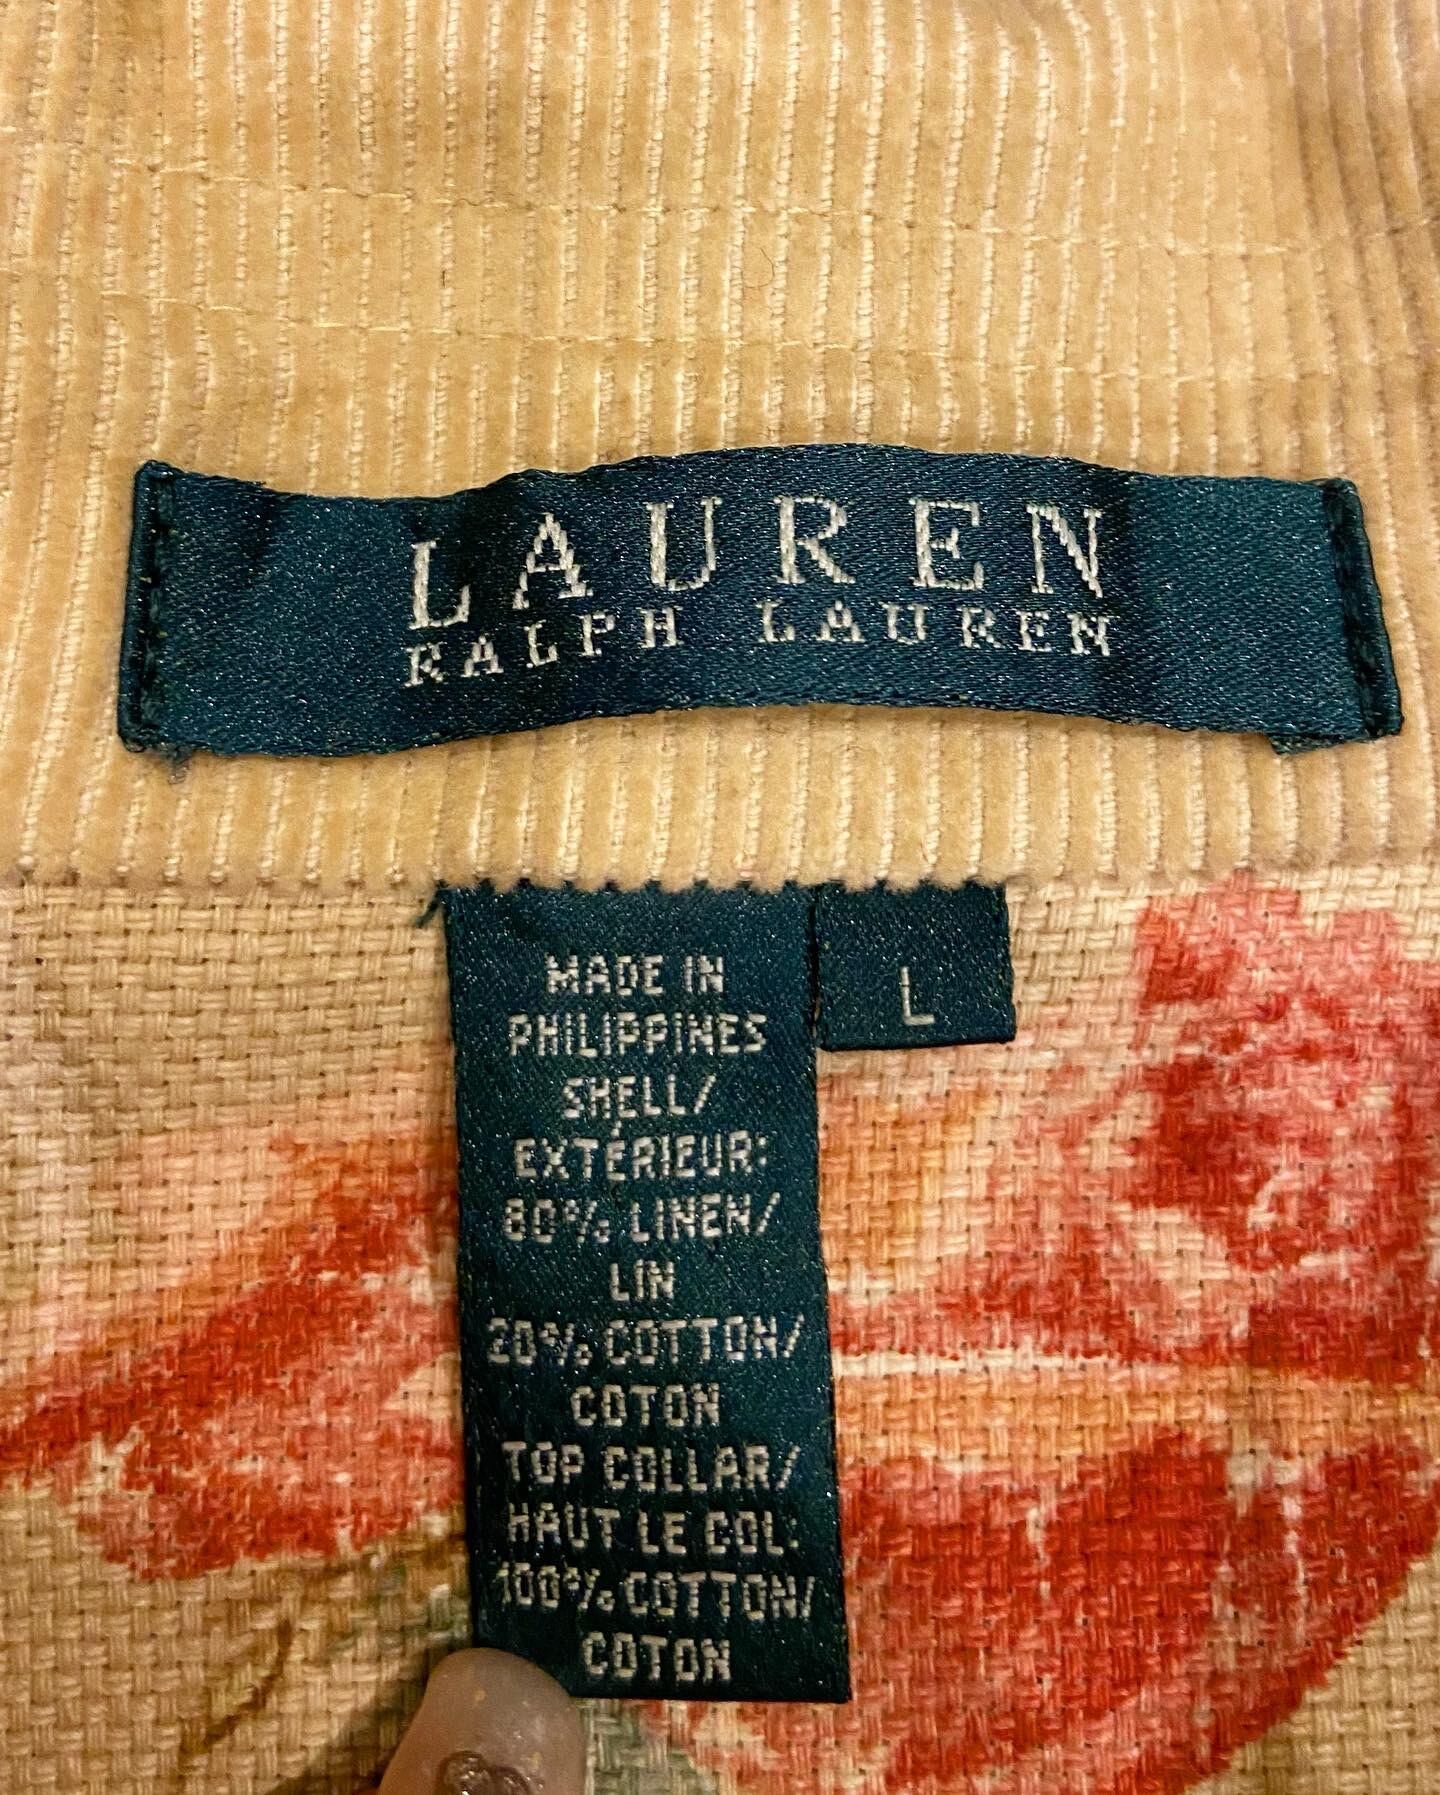 LAUREN
RALPH LAUREN
L
MADE IN
PHILIPPINES
SHELL/
EXTÉRIEUR:
80% LINEN/
LIN
20% COTTON/
COTON
TOP COLLAR/
HAUT LE COL:
100% COTTON/
COTON